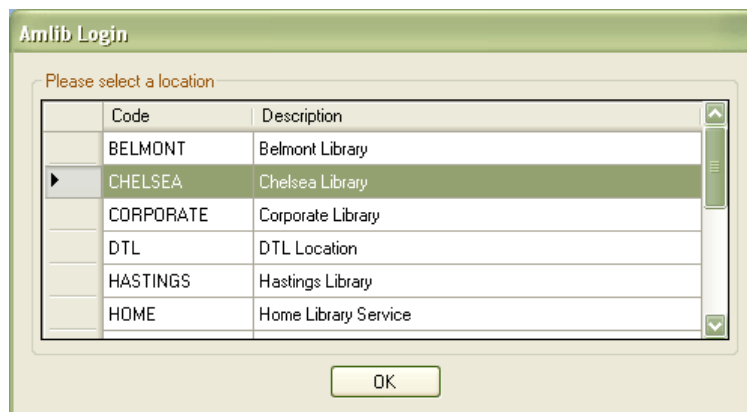 Amlib Login
Please select a location
Code Description
BELMONT Belmont Library
CHELSEA Chelsea Library
CORPORATE Corporate Library
DTL DTL Location
HASTINGS Hastings Library
HOME Home Library Service
OK